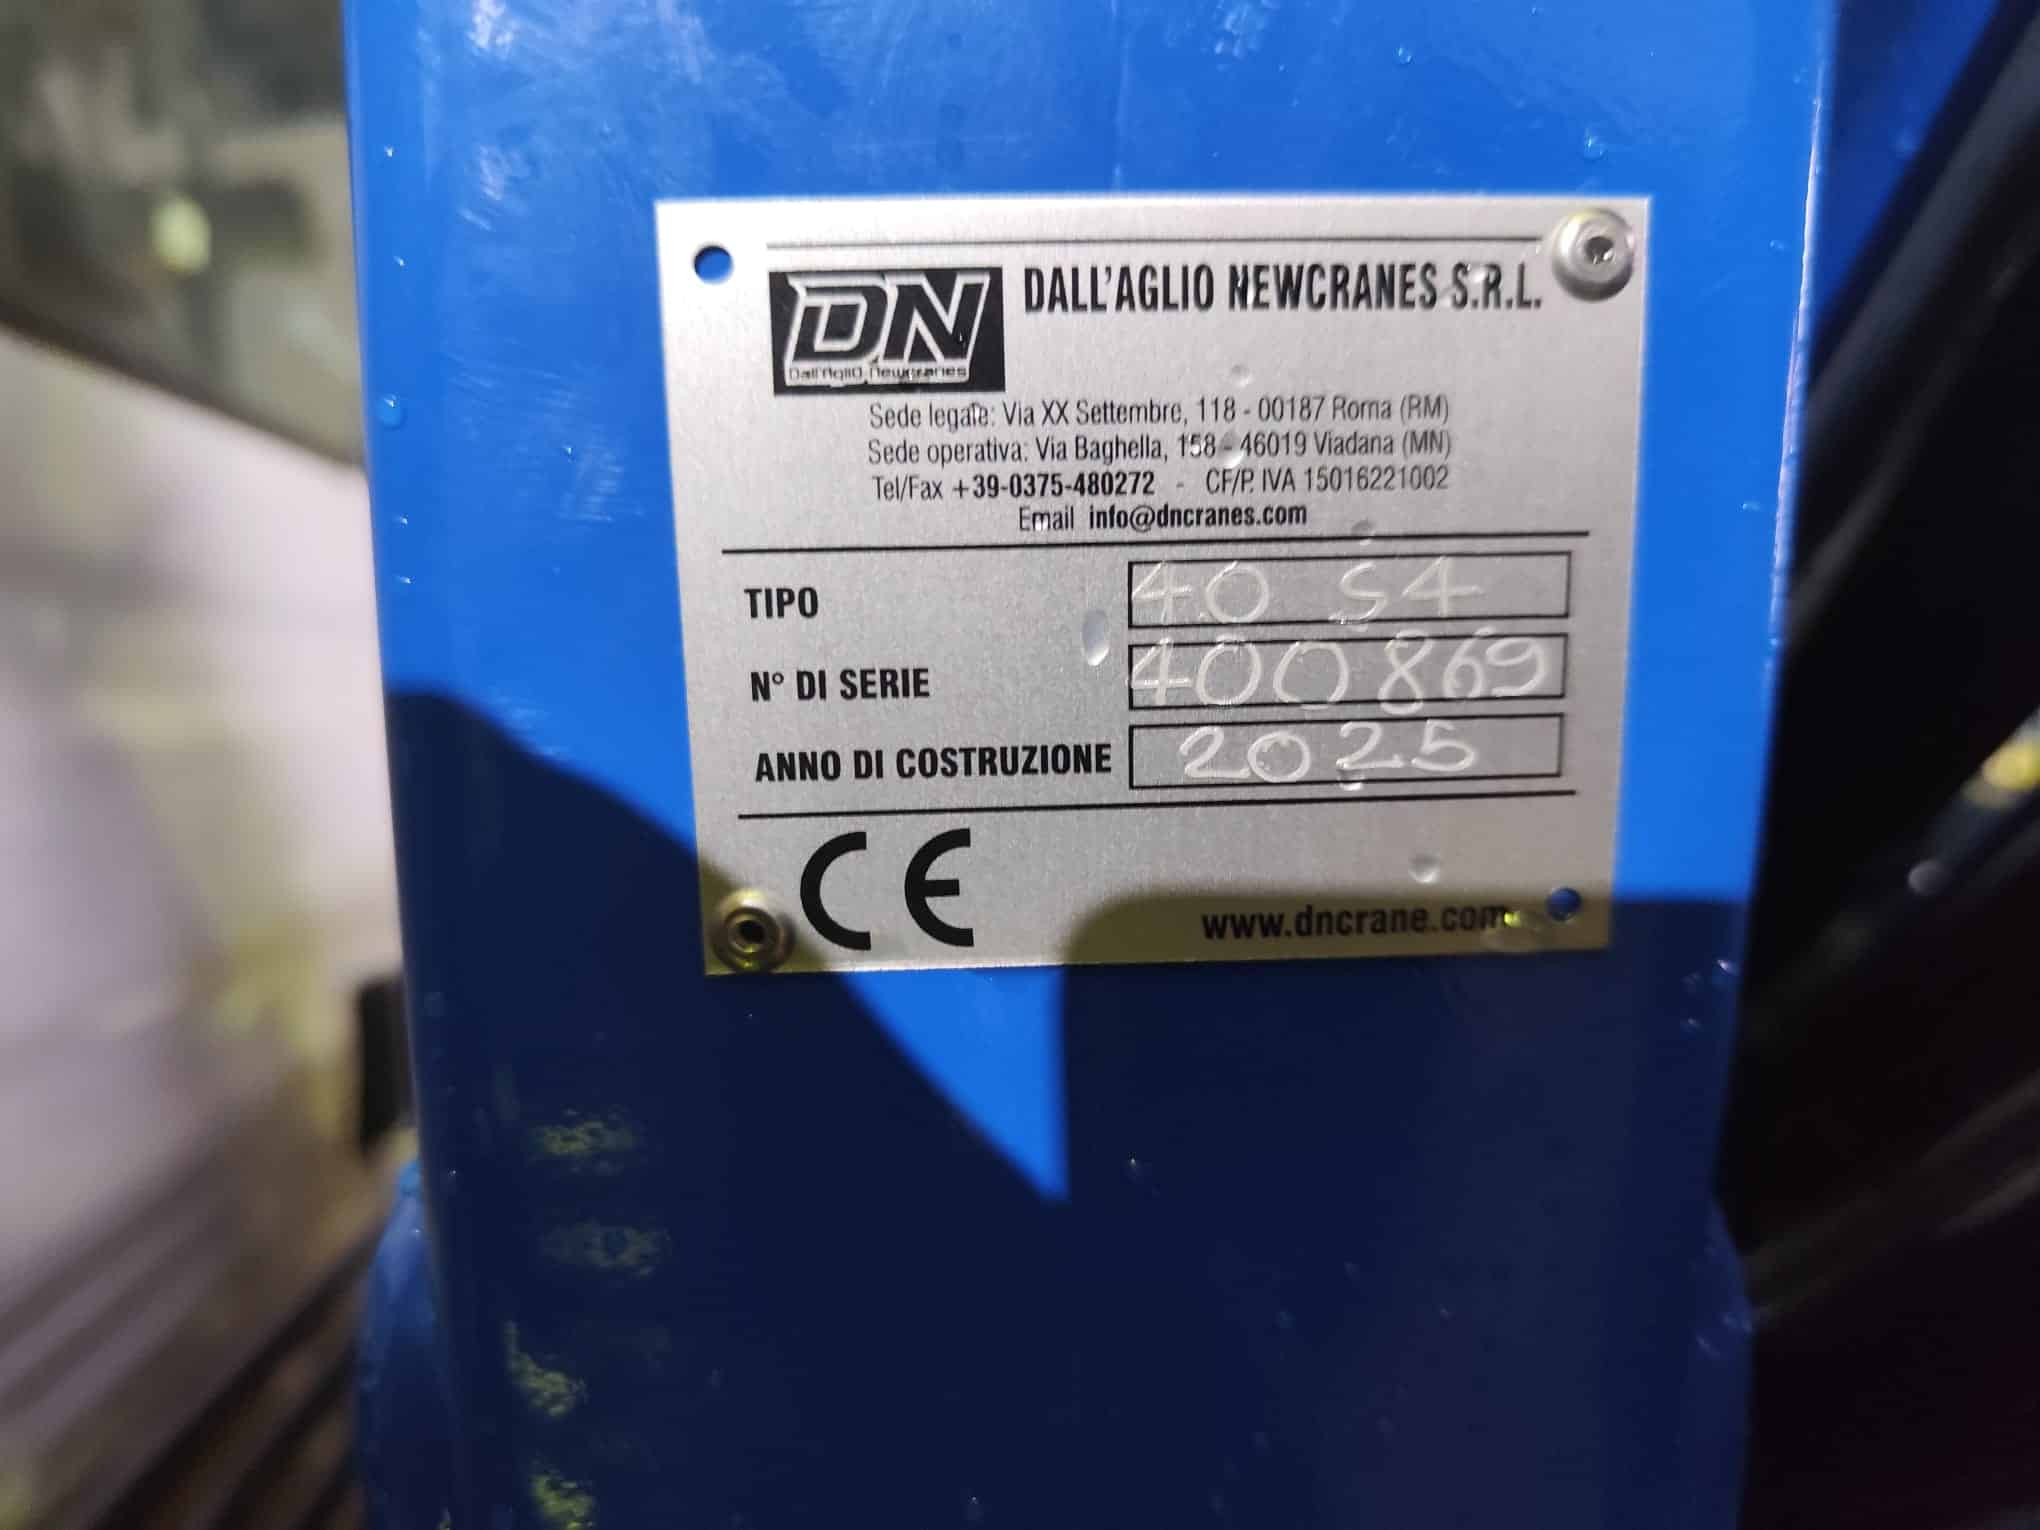 DN
Dall'Aglio Newcranes
DALL'AGLIO NEWCRANES S.R.L.
Sede legale: Via XX Settembre, 118 - 00187 Roma (RM)
Sede operativa: Via Baghella, 158 - 46019 Viadana (MN)
Tel/Fax +39-0375-480272 - CF/P. IVA 15016221002
Email info@dncranes.com
TIPO 40 S4
N° DI SERIE 400869
ANNO DI COSTRUZIONE 2025
CE
www.dncrane.com